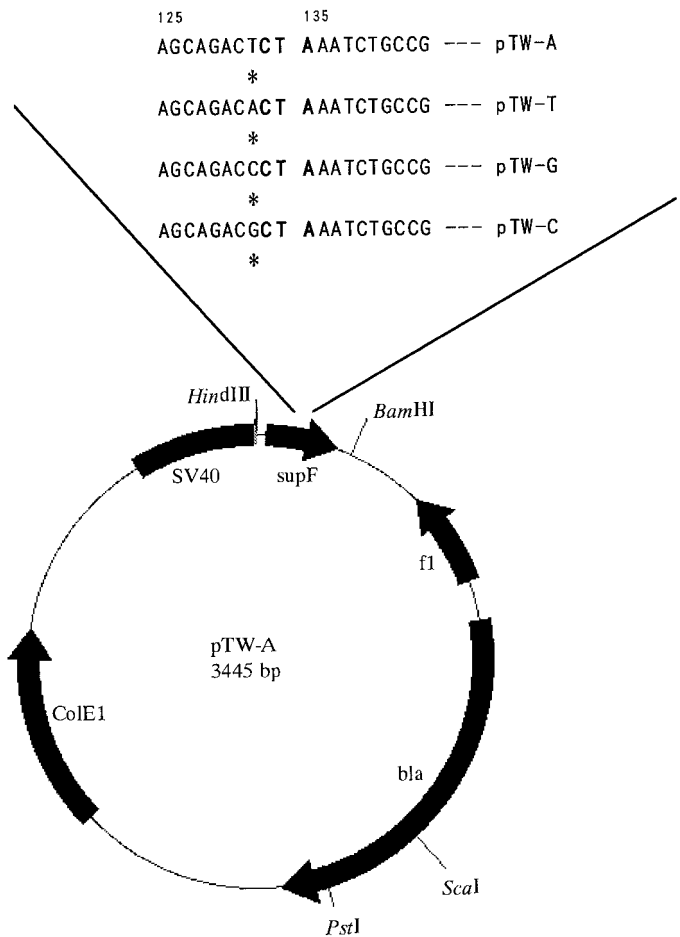 125 135
AGCAGACTCT AAATCTGCCG --- pTW-A
*
AGCAGACACT AAATCTGCCG --- pTW-T
*
AGCAGACCCT AAATCTGCCG --- pTW-G
*
AGCAGACGCT AAATCTGCCG --- pTW-C
*
HindIII
BamHI
SV40
supF
f1
pTW-A
3445 bp
ColE1
bla
ScaI
PstI